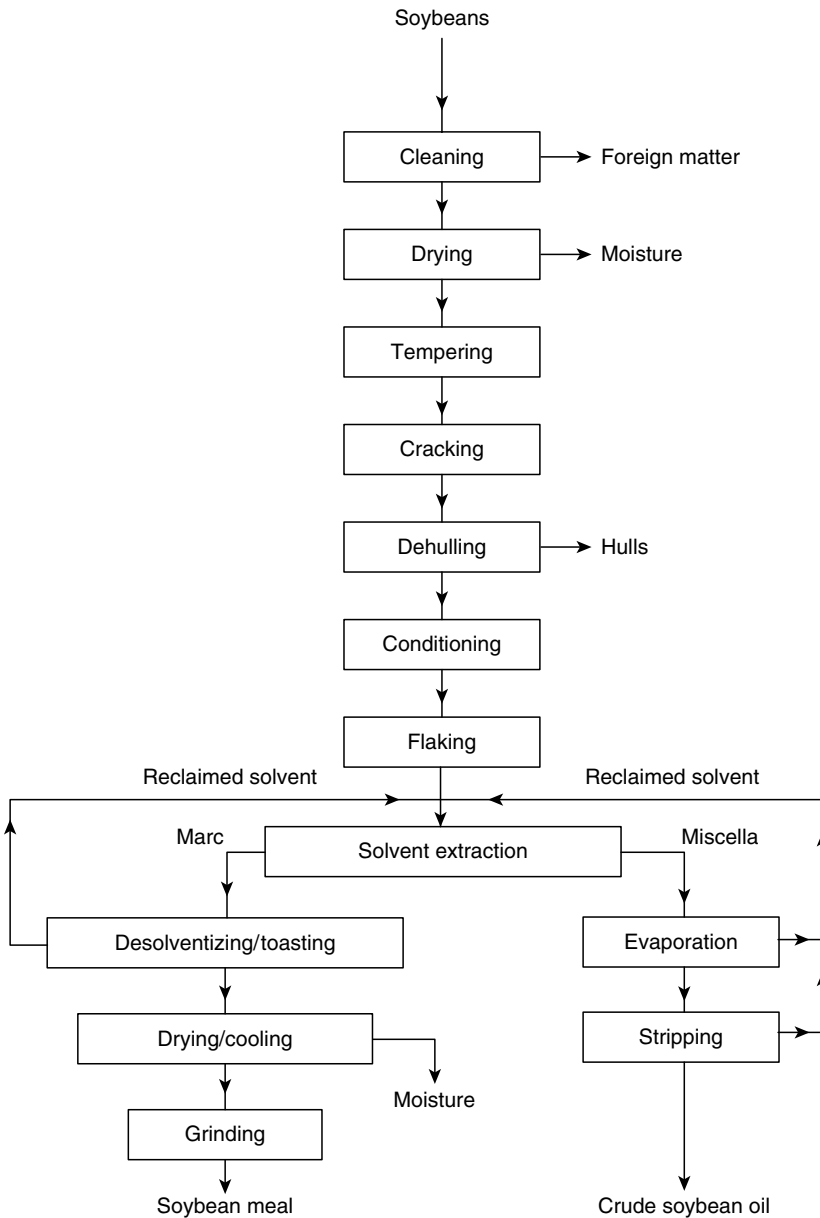 Soybeans
Cleaning
Foreign matter
Drying
Moisture
Tempering
Cracking
Dehulling
Hulls
Conditioning
Flaking
Reclaimed solvent
Reclaimed solvent
Marc
Solvent extraction
Miscella
Desolventizing/toasting
Evaporation
Drying/cooling
Stripping
Moisture
Grinding
Soybean meal
Crude soybean oil